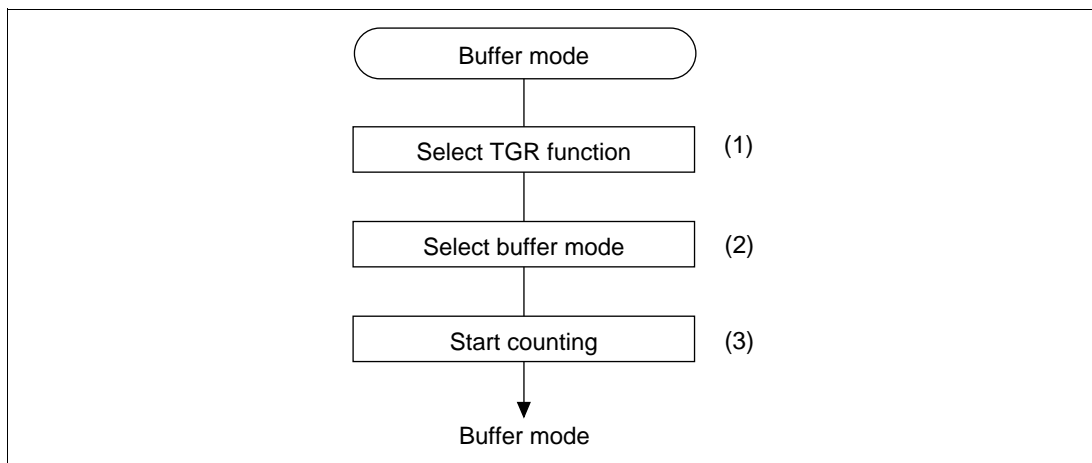 Buffer mode
Select TGR function (1)
Select buffer mode (2)
Start counting (3)
Buffer mode